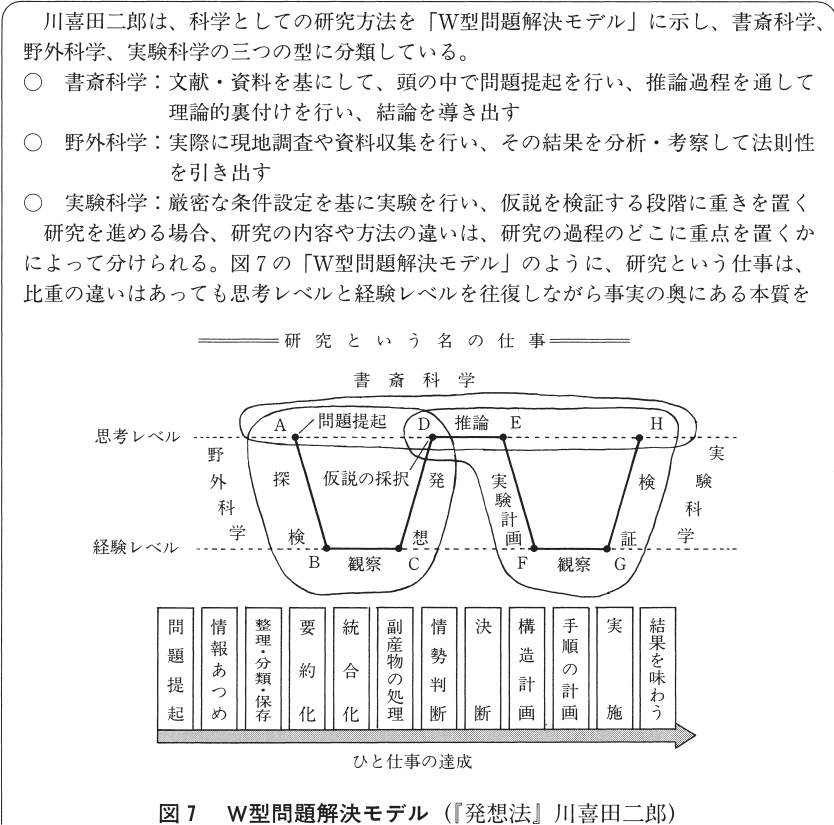 川喜田二郎は、科学としての研究方法を「W型問題解決モデル」に示し、書斎科学、
野外科学、実験科学の三つの型に分類している。
○　書斎科学：文献・資料を基にして、頭の中で問題提起を行い、推論過程を通して
理論的裏付けを行い、結論を導き出す
○　野外科学：実際に現地調査や資料収集を行い、その結果を分析・考察して法則性
を引き出す
○　実験科学：厳密な条件設定を基に実験を行い、仮説を検証する段階に重きを置く
研究を進める場合、研究の内容や方法の違いは、研究の過程のどこに重点を置くか
によって分けられる。図7の「W型問題解決モデル」のように、研究という仕事は、
比重の違いはあっても思考レベルと経験レベルを往復しながら事実の奥にある本質を
研究という名の仕事
書斎科学
A 問題提起 D 推論 E H
思考レベル
野外科学
探検
仮説の採択
発想
実験計画
検証
実験科学
経験レベル
B 観察 C F 観察 G
問題提起
情報あつめ
整理・分類・保存
要約化
統合化
副産物の処理
情勢判断
決断
構造計画
手順の計画
実施
結果を味わう
ひと仕事の達成
図7　W型問題解決モデル（『発想法』川喜田二郎）